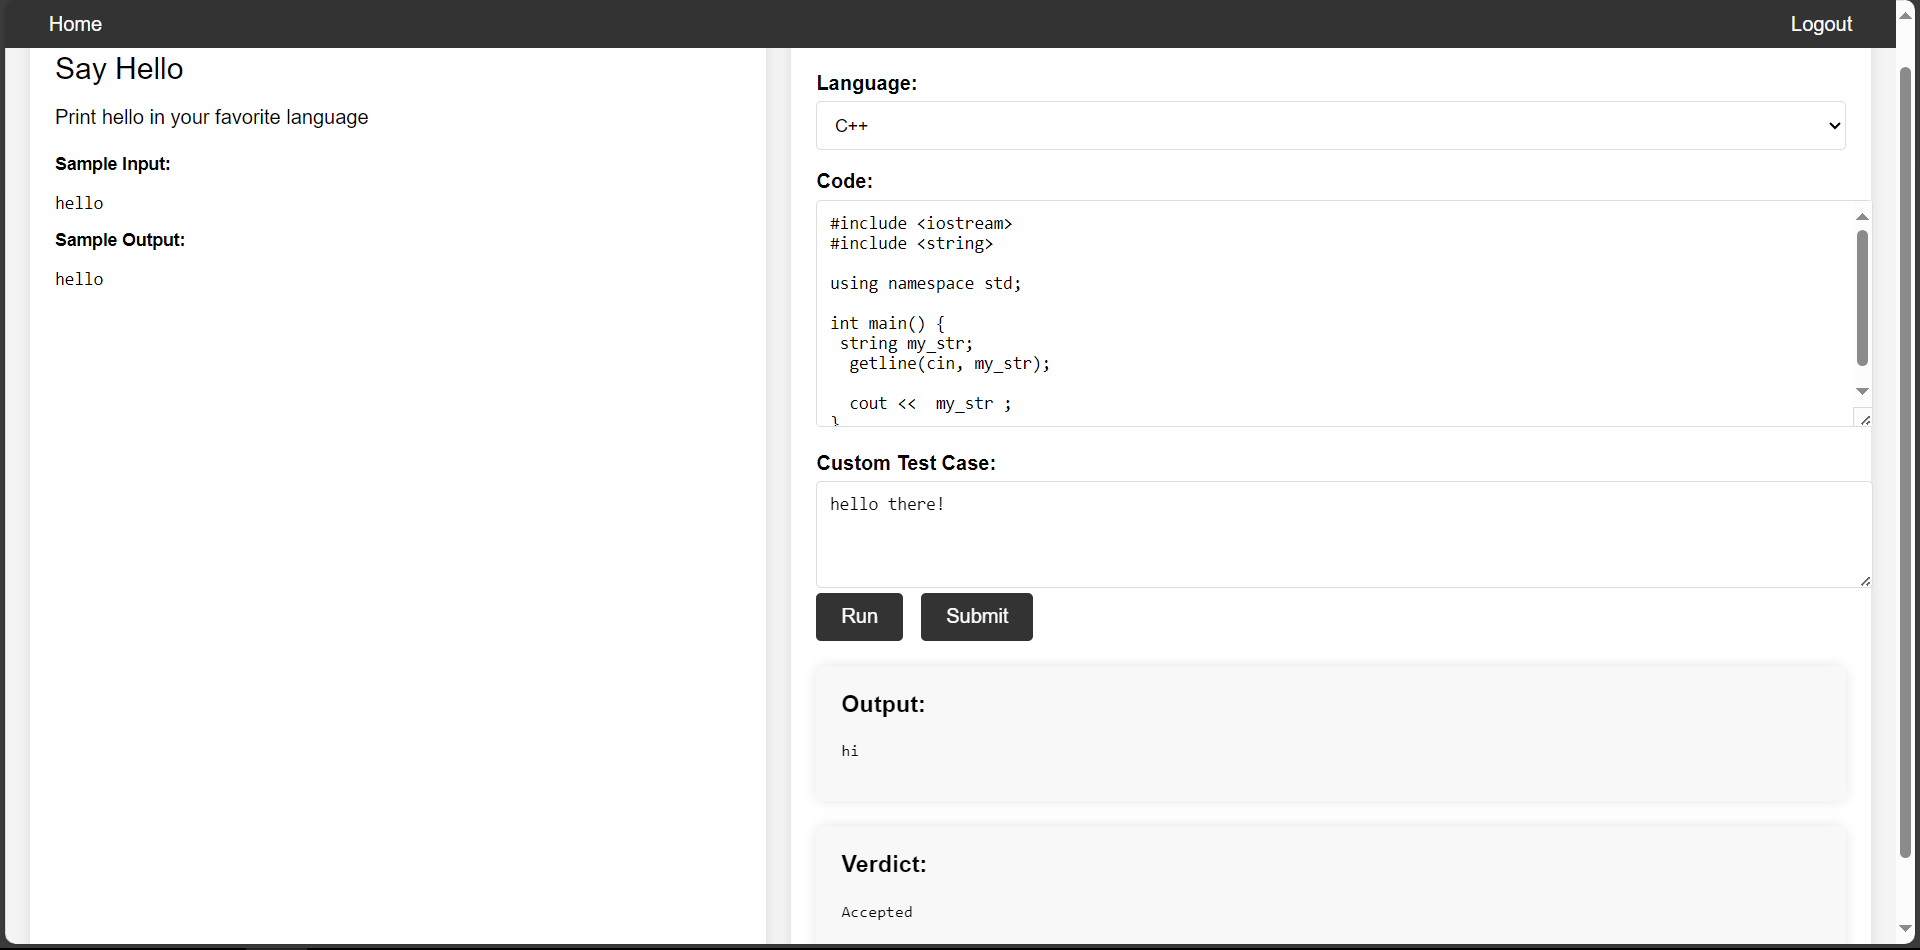 Home
Logout
Say Hello
Print hello in your favorite language
Sample Input:
hello
Sample Output:
hello
Language:
C++
Code:
#include <iostream>
#include <string>
using namespace std;
int main() {
 string my_str;
  getline(cin, my_str);
  cout <<  my_str ;
}
Custom Test Case:
hello there!
Run
Submit
Output:
hi
Verdict:
Accepted